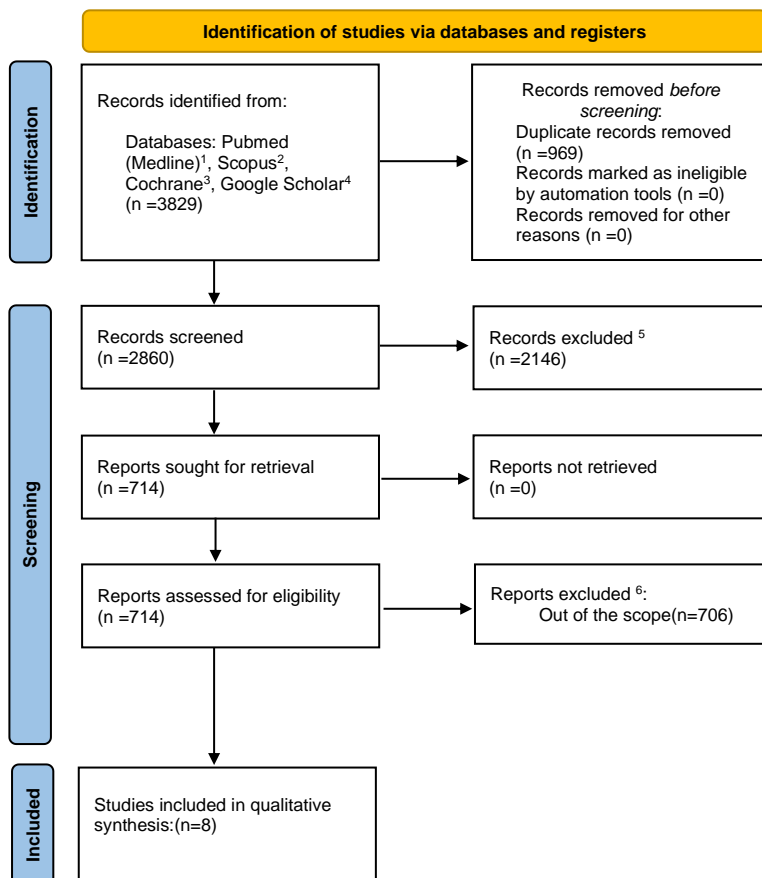 Identification of studies via databases and registers
Identification
Records identified from:
Databases: Pubmed
(Medline)¹, Scopus²,
Cochrane³, Google Scholar⁴
(n =3829)
Records removed before
screening:
Duplicate records removed
(n =969)
Records marked as ineligible
by automation tools (n =0)
Records removed for other
reasons (n =0)
Screening
Records screened
(n =2860)
Records excluded ⁵
(n =2146)
Reports sought for retrieval
(n =714)
Reports not retrieved
(n =0)
Reports assessed for eligibility
(n =714)
Reports excluded ⁶:
Out of the scope(n=706)
Included
Studies included in qualitative
synthesis:(n=8)